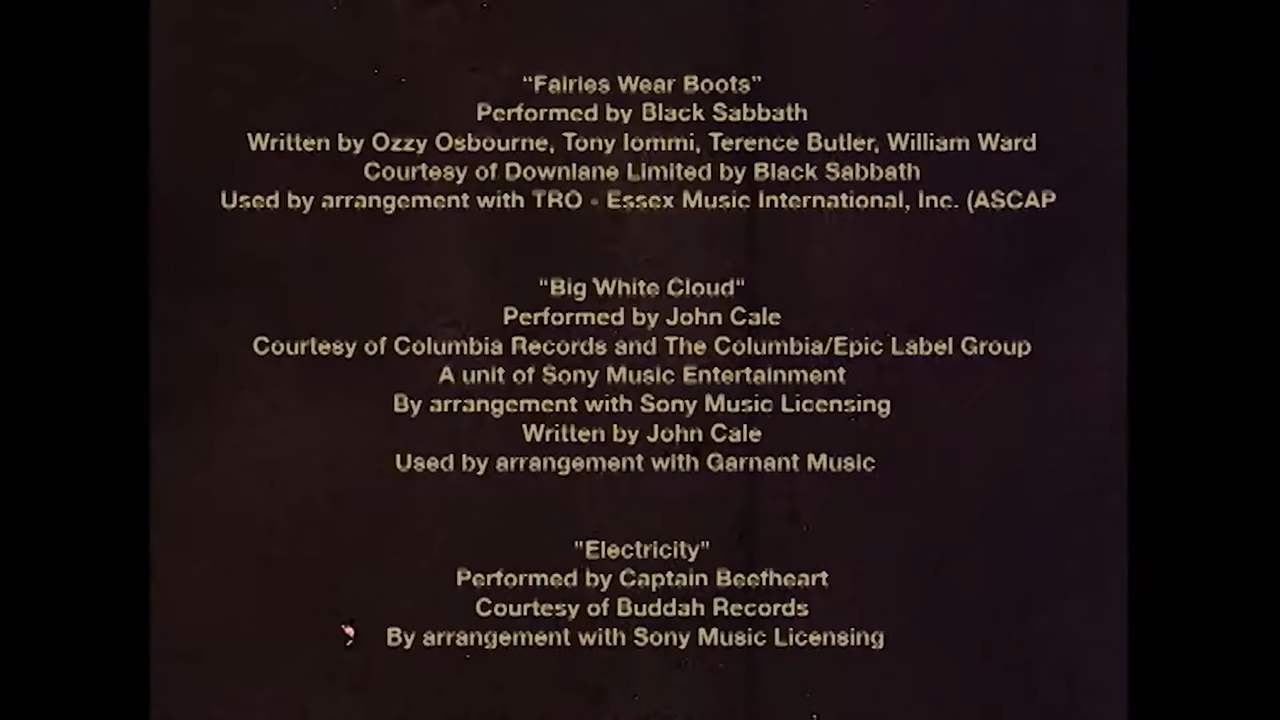 "Fairies Wear Boots"
Performed by Black Sabbath
Written by Ozzy Osbourne, Tony Iommi, Terence Butler, William Ward
Courtesy of Downlane Limited by Black Sabbath
Used by arrangement with TRO - Essex Music International, Inc. (ASCAP
"Big White Cloud"
Performed by John Cale
Courtesy of Columbia Records and The Columbia/Epic Label Group
A unit of Sony Music Entertainment
By arrangement with Sony Music Licensing
Written by John Cale
Used by arrangement with Garnant Music
"Electricity"
Performed by Captain Beefheart
Courtesy of Buddah Records
By arrangement with Sony Music Licensing